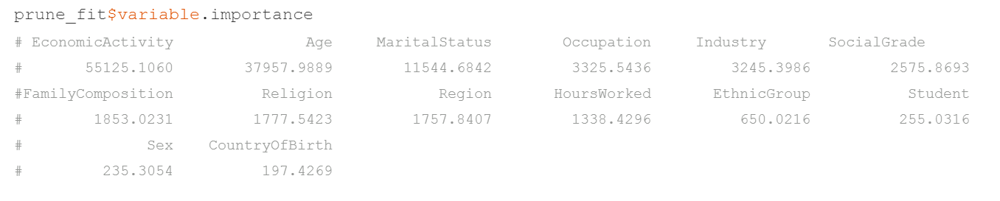 prune_fit$variable.importance
# EconomicActivity Age MaritalStatus Occupation Industry SocialGrade
# 55125.1060 37957.9889 11544.6842 3325.5436 3245.3986 2575.8693
#FamilyComposition Religion Region HoursWorked EthnicGroup Student
# 1853.0231 1777.5423 1757.8407 1338.4296 650.0216 255.0316
# Sex CountryOfBirth
# 235.3054 197.4269